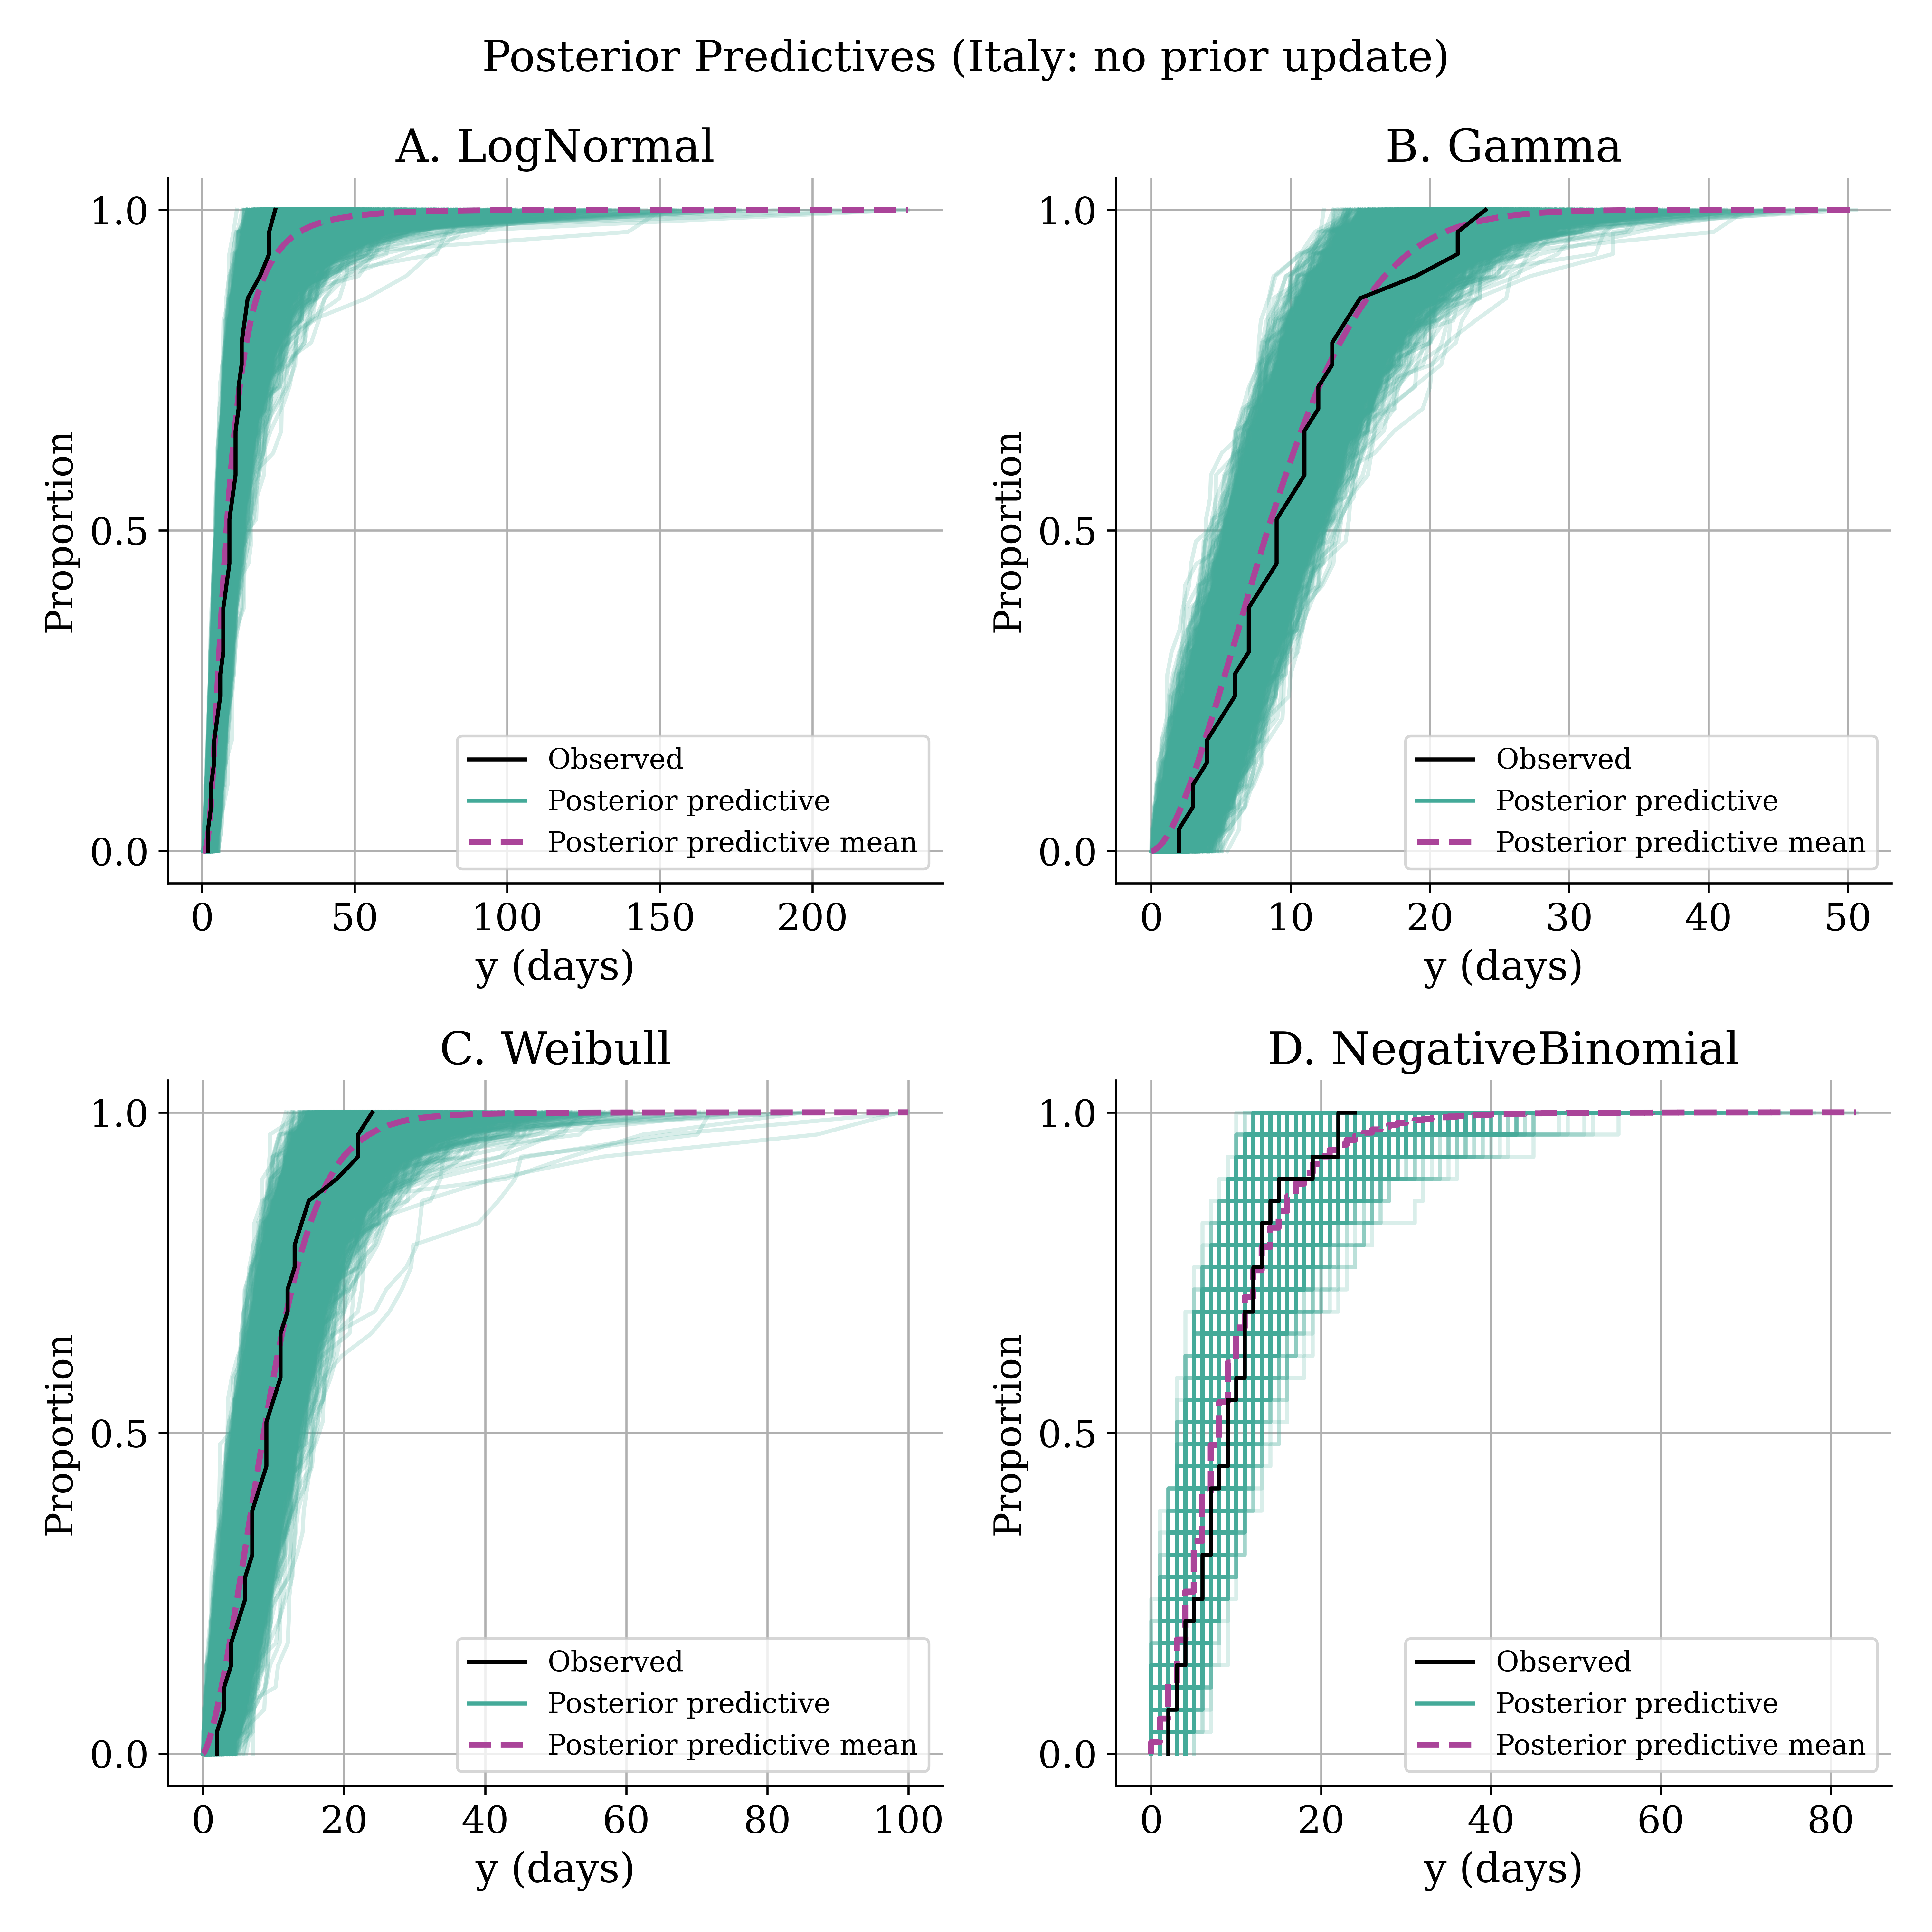 Posterior Predictives (Italy: no prior update)
A. LogNormal
Proportion
1.0
0.5
0.0
Observed
Posterior predictive
Posterior predictive mean
0 50 100 150 200
y (days)
B. Gamma
Proportion
1.0
0.5
0.0
Observed
Posterior predictive
Posterior predictive mean
0 10 20 30 40 50
y (days)
C. Weibull
Proportion
1.0
0.5
0.0
Observed
Posterior predictive
Posterior predictive mean
0 20 40 60 80 100
y (days)
D. NegativeBinomial
Proportion
1.0
0.5
0.0
Observed
Posterior predictive
Posterior predictive mean
0 20 40 60 80
y (days)